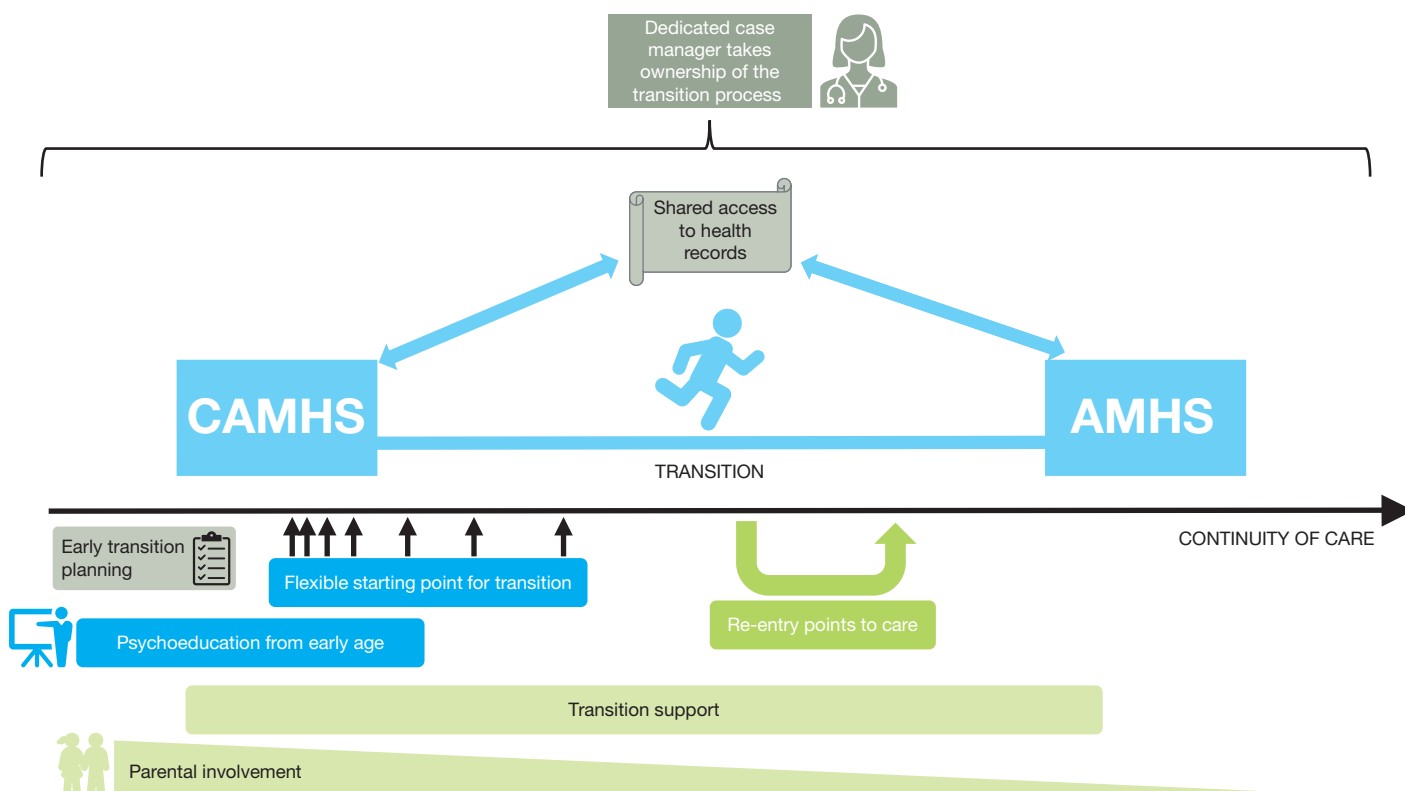 Dedicated case
manager takes
ownership of the
transition process
Shared access
to health
records
CAMHS
AMHS
TRANSITION
CONTINUITY OF CARE
Early transition
planning
Flexible starting point for transition
Psychoeducation from early age
Re-entry points to care
Transition support
Parental involvement